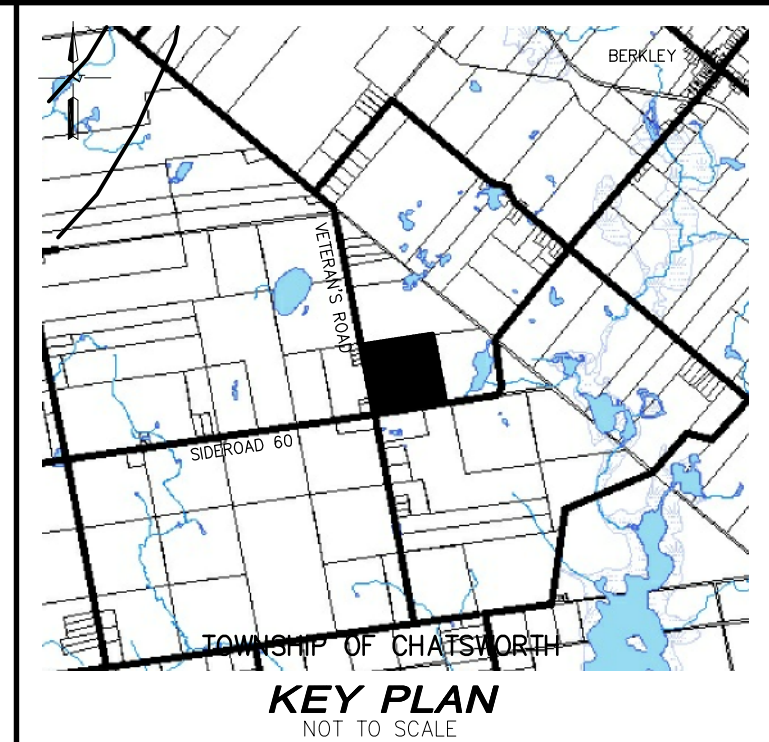 BERKLEY
VETERAN'S ROAD
SIDEROAD 60
TOWNSHIP OF CHATSWORTH
KEY PLAN
NOT TO SCALE